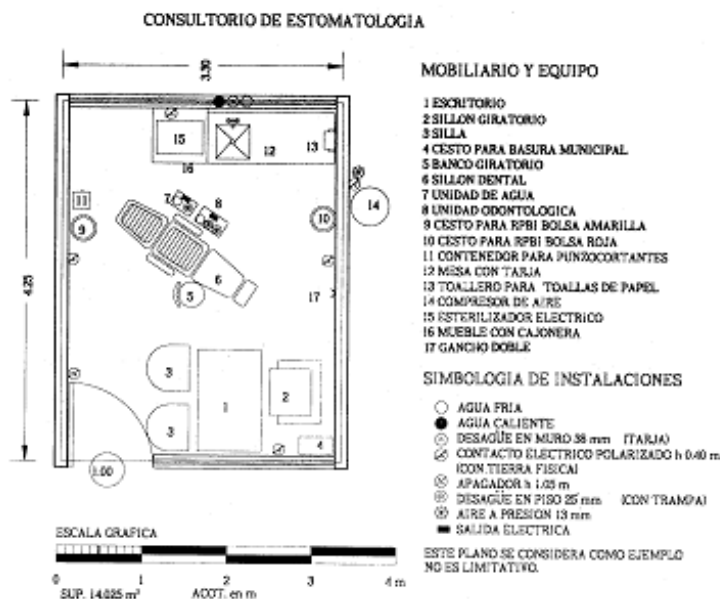 CONSULTORIO DE ESTOMATOLOGIA
3.30
4.25
15
12
13
16
11
7
8
9
10
14
6
5
17
3
3
1
2
4
1.00
MOBILIARIO Y EQUIPO
1 ESCRITORIO
2 SILLON GIRATORIO
3 SILLA
4 CESTO PARA BASURA MUNICIPAL
5 BANCO GIRATORIO
6 SILLON DENTAL
7 UNIDAD DE AGUA
8 UNIDAD ODONTOLOGICA
9 CESTO PARA RPBI BOLSA AMARILLA
10 CESTO PARA RPBI BOLSA ROJA
11 CONTENEDOR PARA PUNZOCORTANTES
12 MESA CON TARJA
13 TOALLERO PARA TOALLAS DE PAPEL
14 COMPRESOR DE AIRE
15 ESTERILIZADOR ELECTRICO
16 MUEBLE CON CAJONERA
17 GANCHO DOBLE
SIMBOLOGIA DE INSTALACIONES
AGUA FRIA
AGUA CALIENTE
DESAGÜE EN MURO 38 mm (TARJA)
CONTACTO ELECTRICO POLARIZADO h 0.40 m
(CON TIERRA FISICA)
APAGADOR h 1.05 m
DESAGÜE EN PISO 25 mm (CON TRAMPA)
AIRE A PRESION 13 mm
SALIDA ELECTRICA
ESTE PLANO SE CONSIDERA COMO EJEMPLO
NO ES LIMITATIVO.
ESCALA GRAFICA
0 1 2 3 4 m
SUP. 14.025 m² ACOT. en m